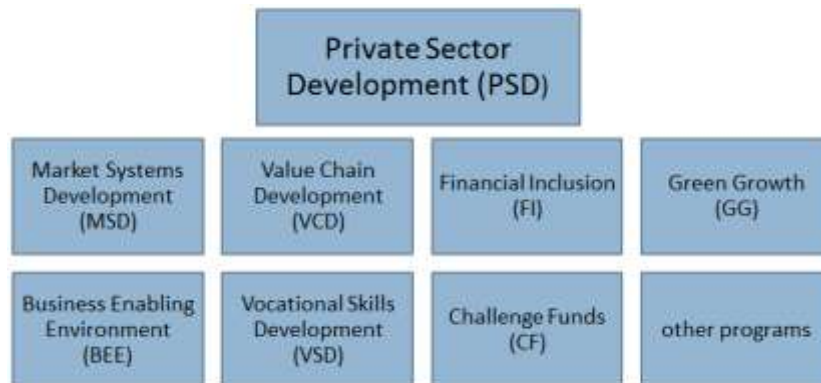 Private Sector
Development (PSD)
Market Systems
Development
(MSD)
Value Chain
Development
(VCD)
Financial Inclusion
(FI)
Green Growth
(GG)
Business Enabling
Environment
(BEE)
Vocational Skills
Development
(VSD)
Challenge Funds
(CF)
other programs